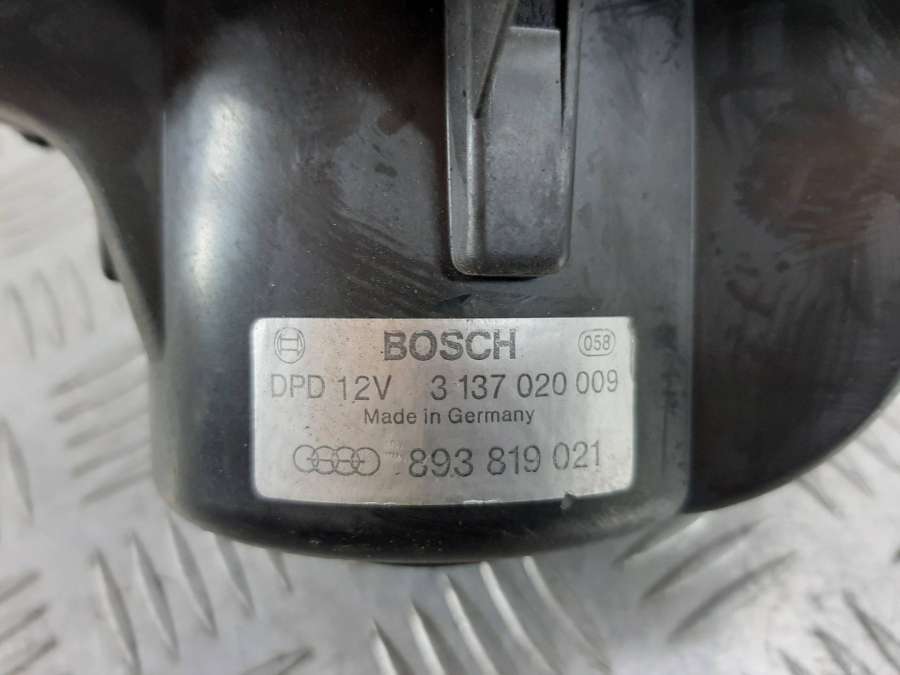 BOSCH 058
DPD 12V 3 137 020 009
Made in Germany
893 819 021